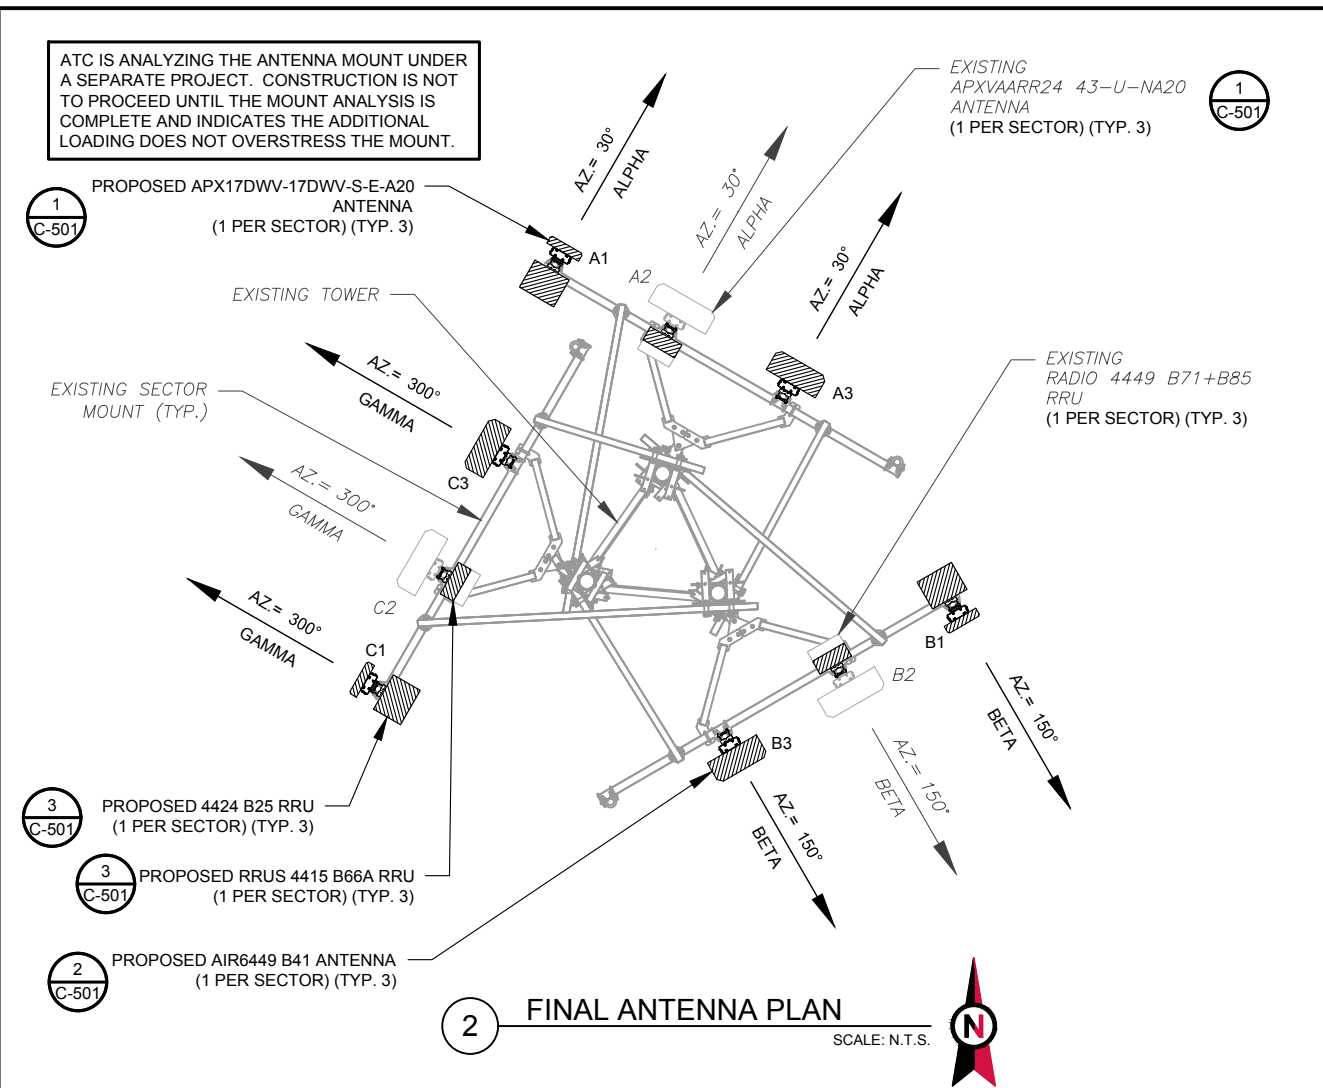 ATC IS ANALYZING THE ANTENNA MOUNT UNDER
A SEPARATE PROJECT. CONSTRUCTION IS NOT
TO PROCEED UNTIL THE MOUNT ANALYSIS IS
COMPLETE AND INDICATES THE ADDITIONAL
LOADING DOES NOT OVERSTRESS THE MOUNT.
EXISTING
APXVAARR24 43-U-NA20
ANTENNA
(1 PER SECTOR) (TYP. 3)
1
C-501
PROPOSED APX17DWV-17DWV-S-E-A20
ANTENNA
(1 PER SECTOR) (TYP. 3)
1
C-501
AZ.= 30°
ALPHA
AZ.= 30°
ALPHA
AZ.= 30°
ALPHA
A1
A2
A3
EXISTING TOWER
EXISTING SECTOR
MOUNT (TYP.)
EXISTING
RADIO 4449 B71+B85
RRU
(1 PER SECTOR) (TYP. 3)
AZ.= 300°
GAMMA
C3
AZ.= 300°
GAMMA
C2
AZ.= 300°
GAMMA
C1
B1
B2
B3
AZ.= 150°
BETA
AZ.= 150°
BETA
AZ.= 150°
BETA
3
C-501
PROPOSED 4424 B25 RRU
(1 PER SECTOR) (TYP. 3)
3
C-501
PROPOSED RRUS 4415 B66A RRU
(1 PER SECTOR) (TYP. 3)
2
C-501
PROPOSED AIR6449 B41 ANTENNA
(1 PER SECTOR) (TYP. 3)
2
FINAL ANTENNA PLAN
SCALE: N.T.S.
N